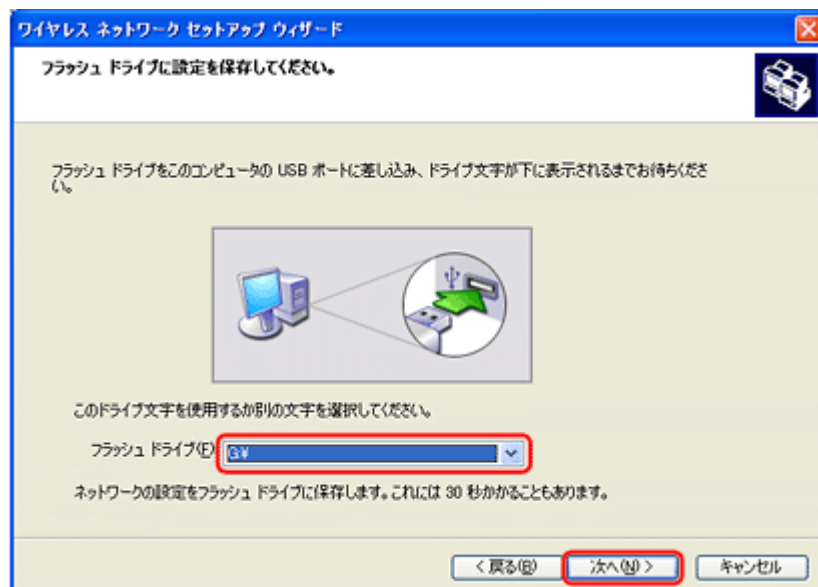 ワイヤレス ネットワーク セットアップ ウィザード
フラッシュ ドライブに設定を保存してください。
フラッシュ ドライブをこのコンピュータの USB ポートに差し込み、ドライブ文字が下に表示されるまでお待ちくださ
い。
このドライブ文字を使用するか別の文字を選択してください。
フラッシュ ドライブ(F) G:¥
ネットワークの設定をフラッシュ ドライブに保存します。これには 30 秒かかることもあります。
< 戻る(B) 次へ(N) > キャンセル